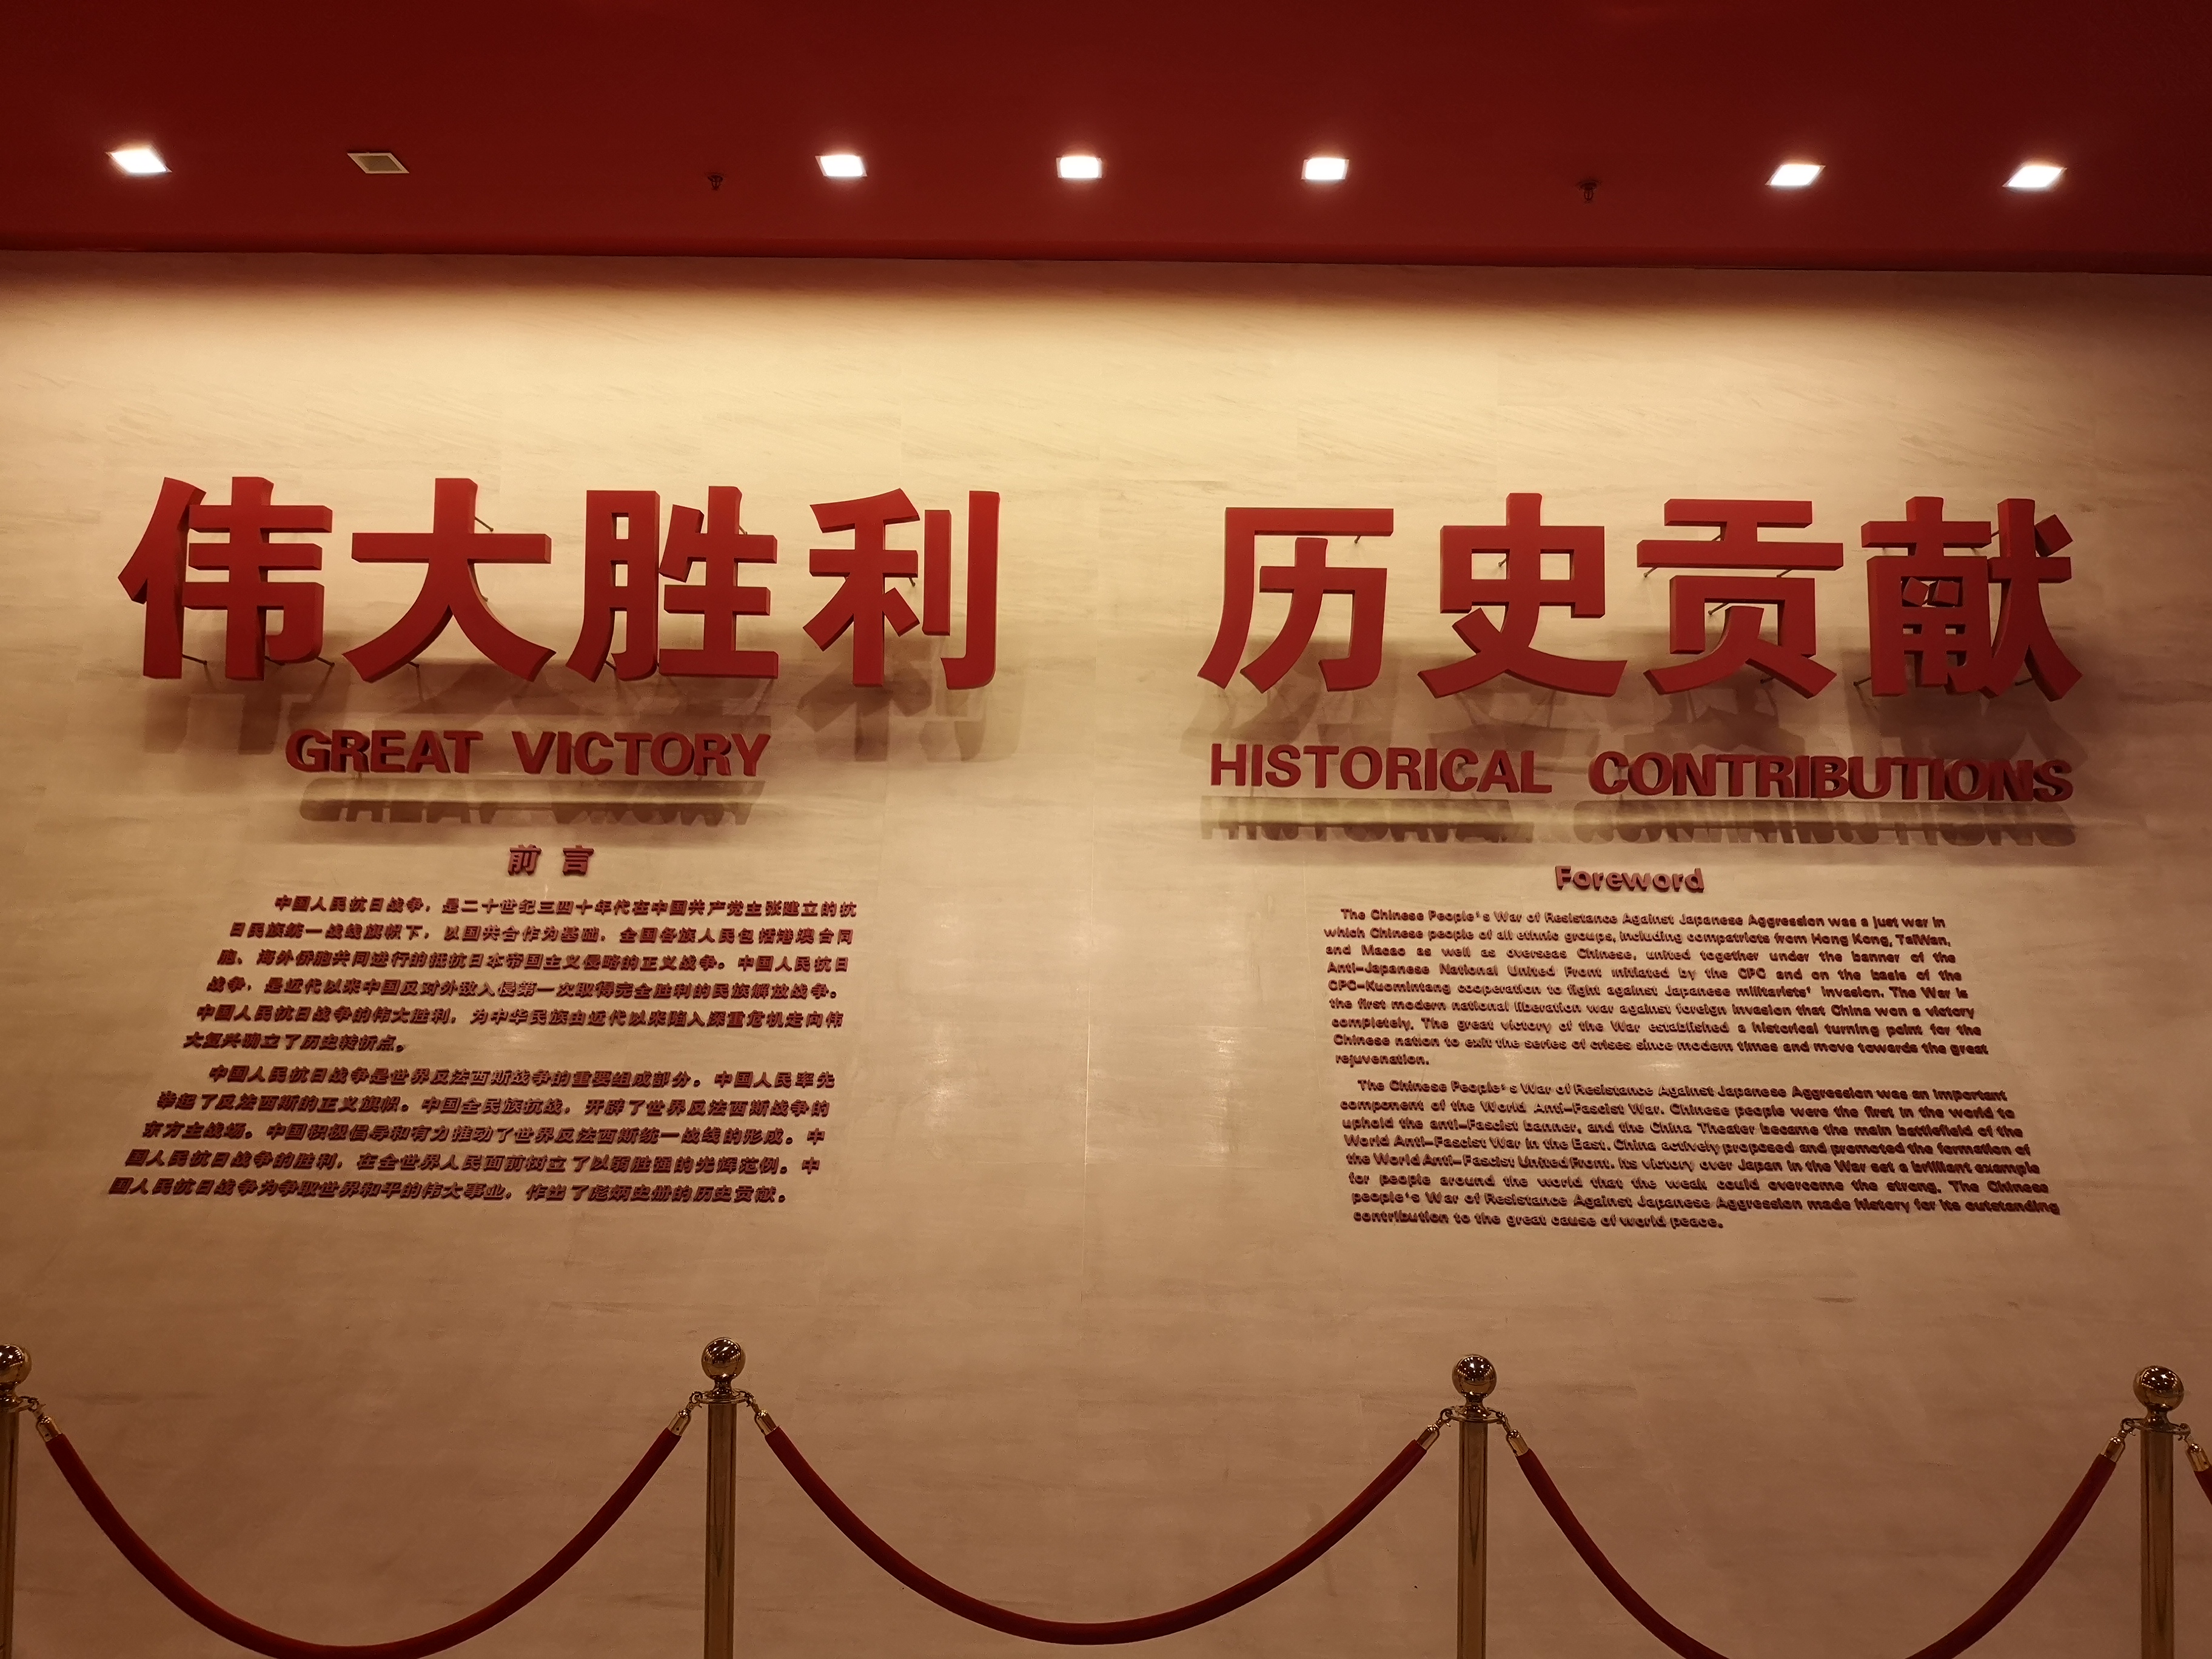 伟大胜利
GREAT VICTORY
前言
中国人民抗日战争，是二十世纪三四十年代在中国共产党主张建立的抗
日民族统一战线旗帜下，以国共合作为基础，全国各族人民包括港澳台同
胞、海外侨胞共同进行的抵抗日本帝国主义侵略的正义战争。中国人民抗日
战争，是近代以来中国反对外敌入侵第一次取得完全胜利的民族解放战争。
中国人民抗日战争的伟大胜利，为中华民族由近代以来陷入深重危机走向伟
大复兴确立了历史转折点。
中国人民抗日战争是世界反法西斯战争的重要组成部分。中国人民率先
举起了反法西斯的正义旗帜。中国全民族抗战，开辟了世界反法西斯战争的
东方主战场。中国积极倡导和有力推动了世界反法西斯统一战线的形成。中
国人民抗日战争的胜利，在全世界人民面前树立了以弱胜强的光辉范例。中
国人民抗日战争为争取世界和平的伟大事业，作出了彪炳史册的历史贡献。
历史贡献
HISTORICAL CONTRIBUTIONS
Foreword
The Chinese People's War of Resistance Against Japanese Aggression was a just war in
which Chinese people of all ethnic groups, including compatriots from Hong Kong, TaiWan,
and Macao as well as overseas Chinese, united together under the banner of the
Anti-Japanese National United Front initiated by the CPC and on the basis of the
CPC-Kuomintang cooperation to fight against Japanese militarists' invasion. The War is
the first modern national liberation war against foreign invasion that China won a victory
completely. The great victory of the War established a historical turning point for the
Chinese nation to exit the series of crises since modern times and move towards the great
rejuvenation.
The Chinese People's War of Resistance Against Japanese Aggression was an important
component of the World Anti-Fascist War. Chinese people were the first in the world to
uphold the anti-Fascist banner, and the China Theater became the main battlefield of the
World Anti-Fascist War in the East. China actively proposed and promoted the formation of
the World Anti-Fascist United Front. Its victory over Japan in the War set a brilliant example
for people around the world that the weak could overcome the strong. The Chinese
people's War of Resistance Against Japanese Aggression made history for its outstanding
contribution to the great cause of world peace.